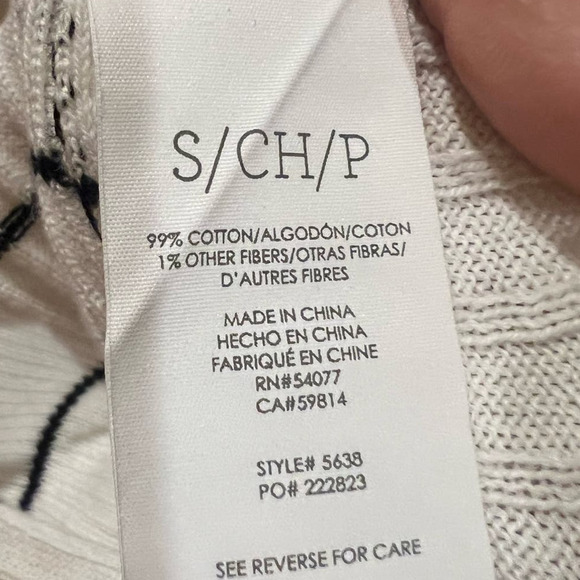 S/CH/P
99% COTTON/ALGODÓN/COTON
1% OTHER FIBERS/OTRAS FIBRAS/
D'AUTRES FIBRES
MADE IN CHINA
HECHO EN CHINA
FABRIQUÉ EN CHINE
RN#54077
CA#59814
STYLE# 5638
PO# 222823
SEE REVERSE FOR CARE